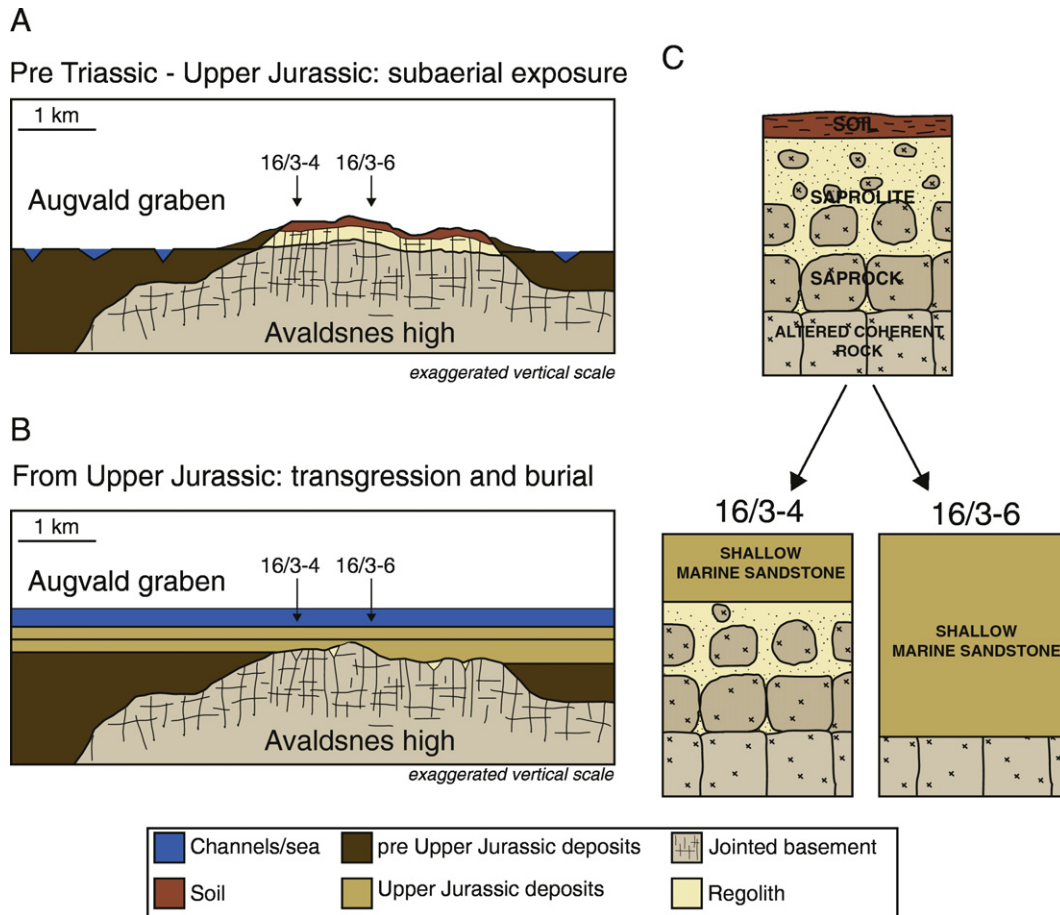 A
Pre Triassic - Upper Jurassic: subaerial exposure
1 km
16/3-4 16/3-6
Augvald graben
Avaldsnes high
exaggerated vertical scale
B
From Upper Jurassic: transgression and burial
1 km
Augvald graben
16/3-4 16/3-6
Avaldsnes high
exaggerated vertical scale
C
SOIL
SAPROLITE
SAPROCK
ALTERED COHERENT
ROCK
16/3-4
SHALLOW
MARINE SANDSTONE
16/3-6
SHALLOW
MARINE SANDSTONE
Channels/sea
pre Upper Jurassic deposits
Jointed basement
Soil
Upper Jurassic deposits
Regolith